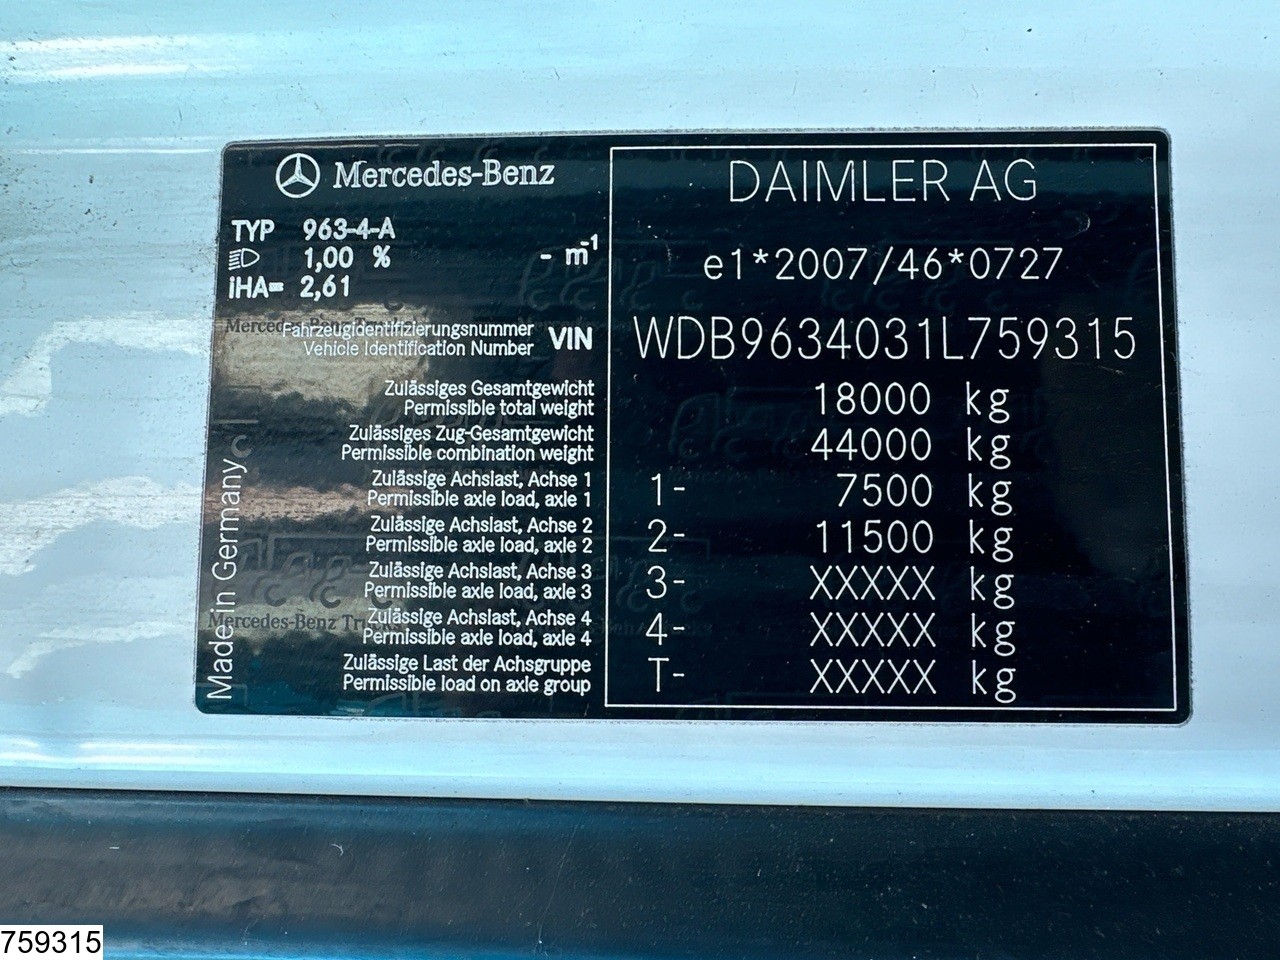 Mercedes-Benz
DAIMLER AG
TYP 963-4-A
1,00 % - m-1
iHA= 2,61
e1*2007/46*0727
Fahrzeugidentifizierungsnummer
Vehicle Identification Number VIN WDB9634031L759315
Zulässiges Gesamtgewicht
Permissible total weight 18000 kg
Zulässiges Zug-Gesamtgewicht
Permissible combination weight 44000 kg
Zulässige Achslast, Achse 1
Permissible axle load, axle 1 1- 7500 kg
Zulässige Achslast, Achse 2
Permissible axle load, axle 2 2- 11500 kg
Zulässige Achslast, Achse 3
Permissible axle load, axle 3 3- XXXXX kg
Zulässige Achslast, Achse 4
Permissible axle load, axle 4 4- XXXXX kg
Zulässige Last der Achsgruppe
Permissible load on axle group T- XXXXX kg
Made in Germany
Mercedes-Benz Trucks
759315